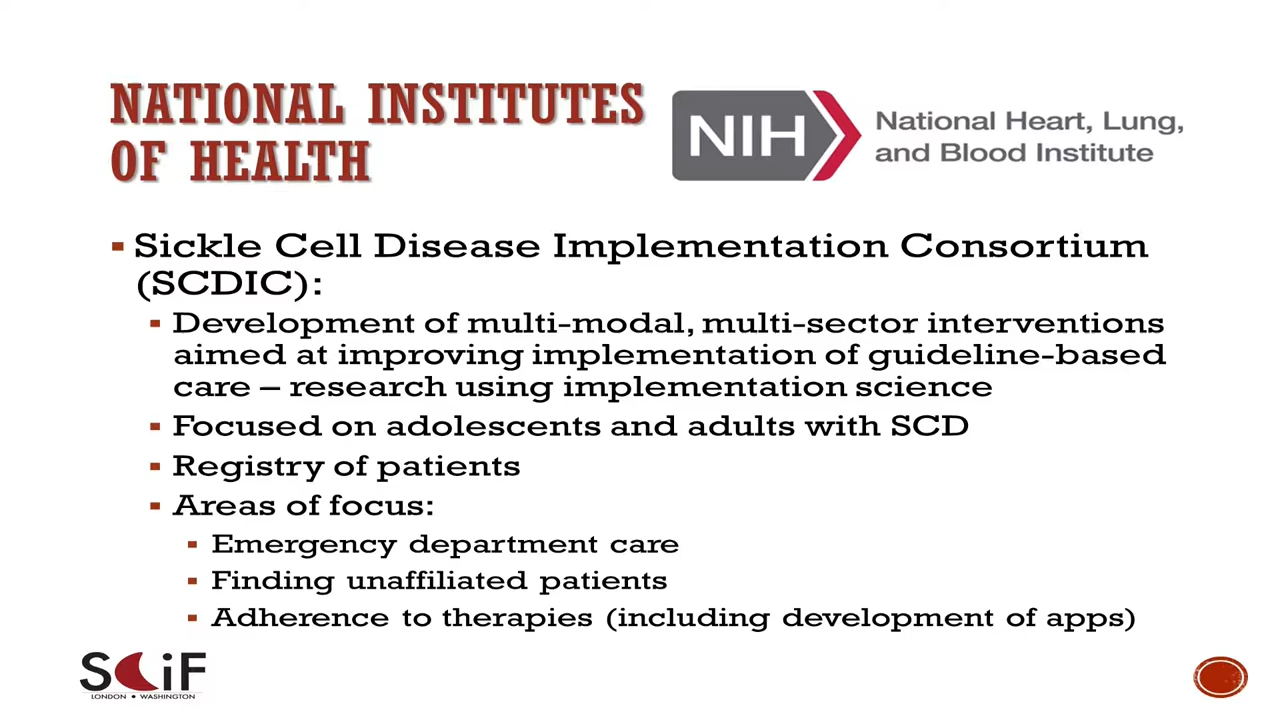 NATIONAL INSTITUTES
OF HEALTH
NIH
National Heart, Lung,
and Blood Institute
Sickle Cell Disease Implementation Consortium
(SCDIC):
Development of multi-modal, multi-sector interventions
aimed at improving implementation of guideline-based
care – research using implementation science
Focused on adolescents and adults with SCD
Registry of patients
Areas of focus:
Emergency department care
Finding unaffiliated patients
Adherence to therapies (including development of apps)
SCiF
LONDON • WASHINGTON